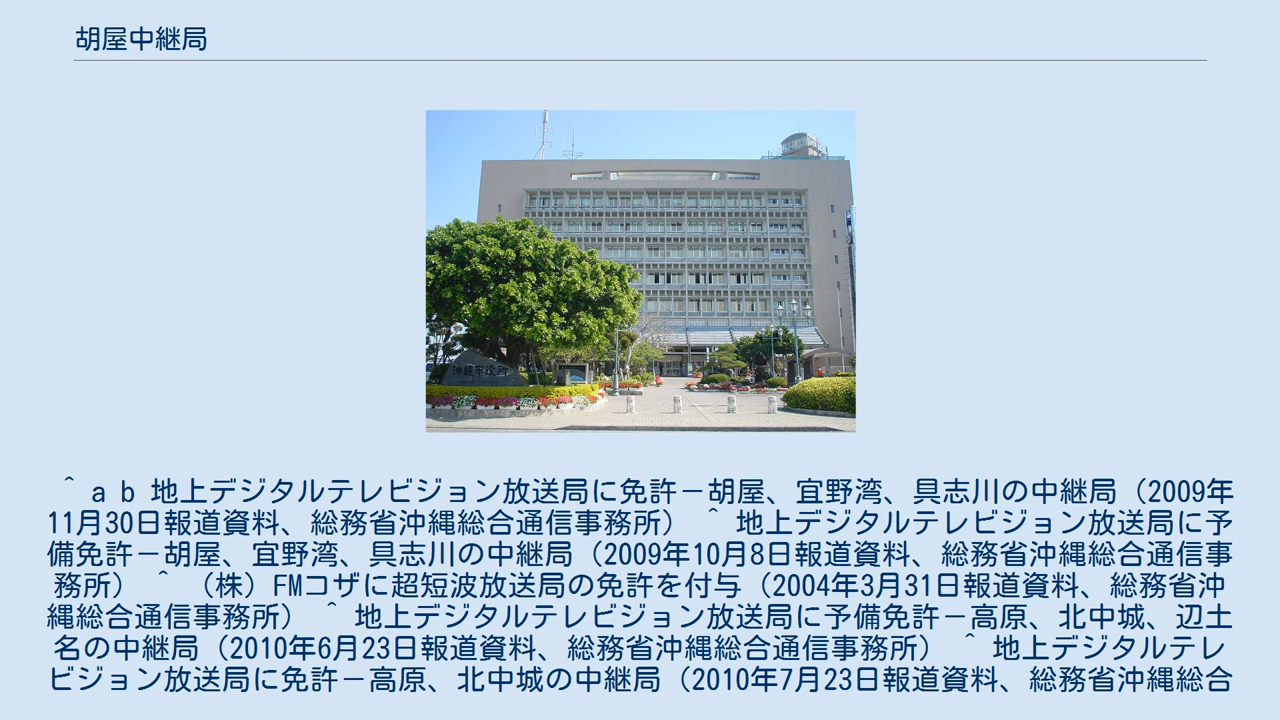 胡屋中継局
沖縄市役所
^ a b 地上デジタルテレビジョン放送局に免許－胡屋、宜野湾、具志川の中継局（2009年
11月30日報道資料、総務省沖縄総合通信事務所） ^ 地上デジタルテレビジョン放送局に予
備免許－胡屋、宜野湾、具志川の中継局（2009年10月8日報道資料、総務省沖縄総合通信事
務所） ^ （株）FMコザに超短波放送局の免許を付与（2004年3月31日報道資料、総務省沖
縄総合通信事務所） ^ 地上デジタルテレビジョン放送局に予備免許－高原、北中城、辺土
名の中継局（2010年6月23日報道資料、総務省沖縄総合通信事務所） ^ 地上デジタルテレ
ビジョン放送局に免許－高原、北中城の中継局（2010年7月23日報道資料、総務省沖縄総合